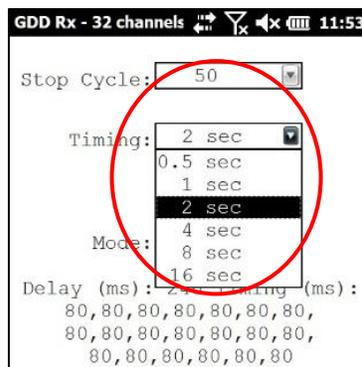 GDD Rx - 32 channels 11:53
Stop Cycle: 50
Timing: 2 sec
0.5 sec
1 sec
2 sec
4 sec
Mode:
8 sec
16 sec
Delay (ms): 240 Timing (ms):
80,80,80,80,80,80,80,
80,80,80,80,80,80,80,
80,80,80,80,80,80